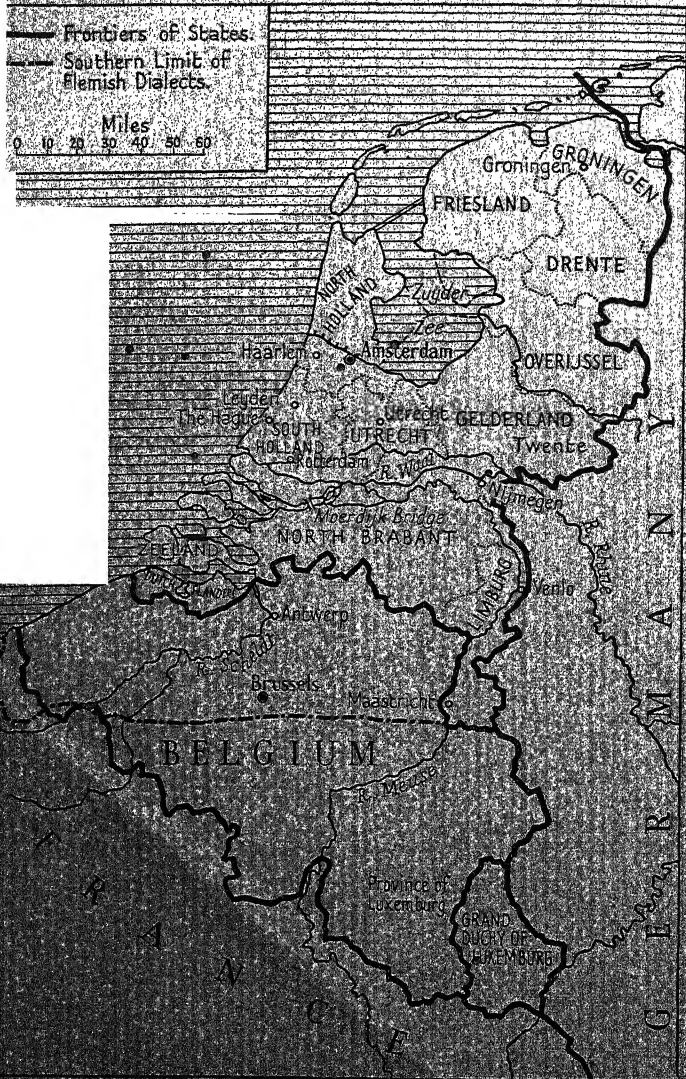 Frontiers of States.
Southern Limit of
Flemish Dialects.
Miles
0 10 20 30 40 50 60
Groningen
GRONINGEN
FRIESLAND
DRENTE
NORTH
HOLLAND
Zuyder
Zee
Haarlem
Amsterdam
OVERIJSSEL
Leyden
The Hague
Utrecht
GELDERLAND
SOUTH
HOLLAND
UTRECHT
Twente
Rotterdam
R. Waal
Nijmegen
Moerdyk Bridge
R. Rhine
ZEELAND
NORTH BRABANT
LIMBURG
Venlo
Antwerp
R. Scheldt
Brussels
Maastricht
BELGIUM
R. Meuse
Province of
Luxemburg
GRAND
DUCHY OF
LUXEMBURG
FRANCE
GERMANY